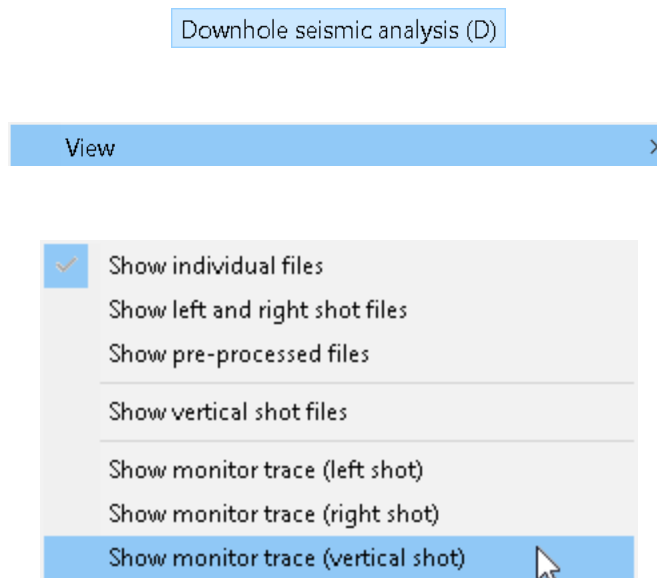 Downhole seismic analysis (D)
View
Show individual files
Show left and right shot files
Show pre-processed files
Show vertical shot files
Show monitor trace (left shot)
Show monitor trace (right shot)
Show monitor trace (vertical shot)